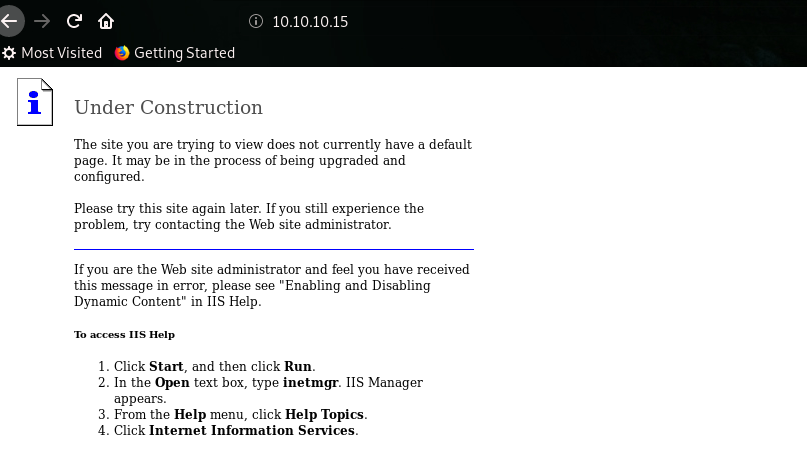 10.10.10.15
Most Visited Getting Started
Under Construction
The site you are trying to view does not currently have a default
page. It may be in the process of being upgraded and
configured.
Please try this site again later. If you still experience the
problem, try contacting the Web site administrator.
If you are the Web site administrator and feel you have received
this message in error, please see "Enabling and Disabling
Dynamic Content" in IIS Help.
To access IIS Help
1. Click Start, and then click Run.
2. In the Open text box, type inetmgr. IIS Manager
appears.
3. From the Help menu, click Help Topics.
4. Click Internet Information Services.